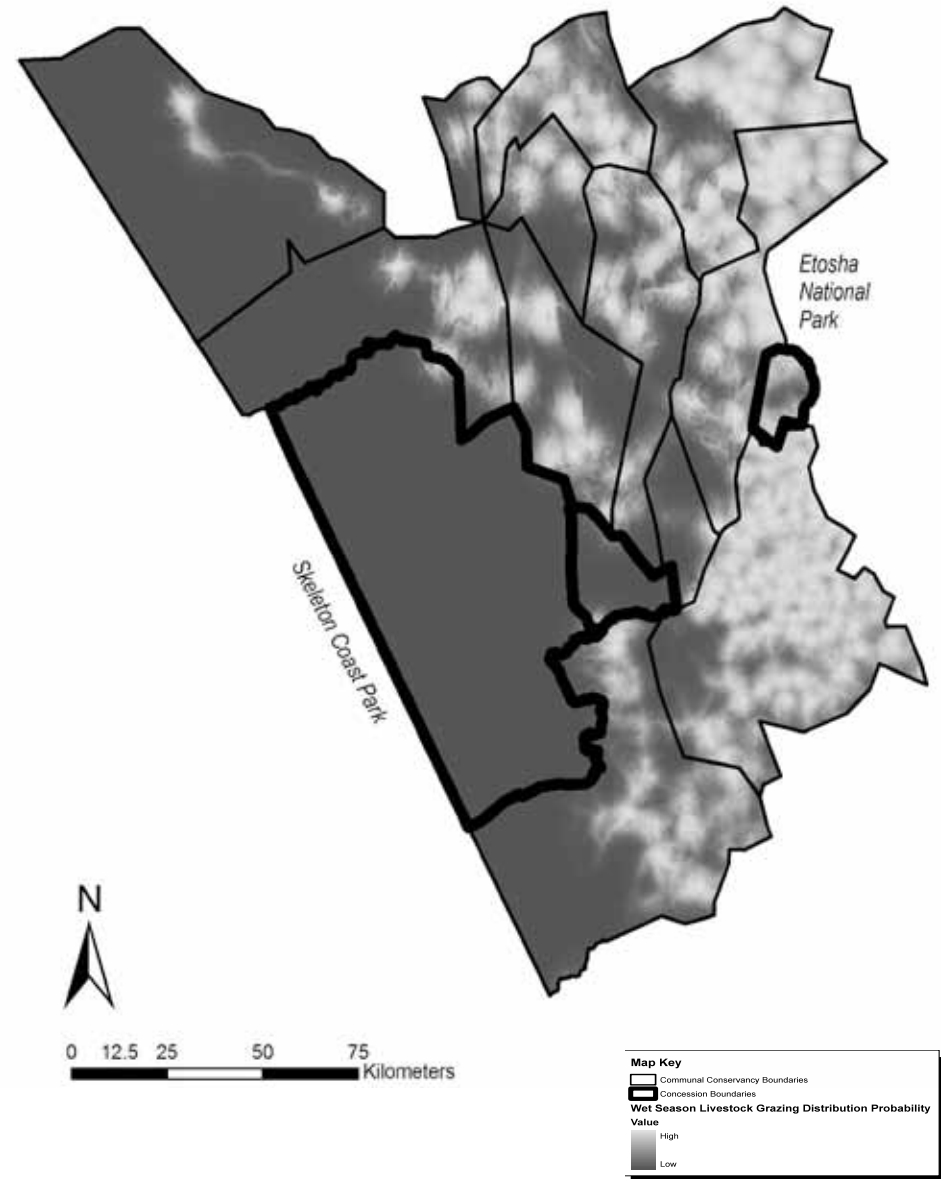 Etosha
National
Park
Skeleton Coast Park
N
0 12.5 25 50 75
Kilometers
Map Key
Communal Conservancy Boundaries
Concession Boundaries
Wet Season Livestock Grazing Distribution Probability
Value
High
Low